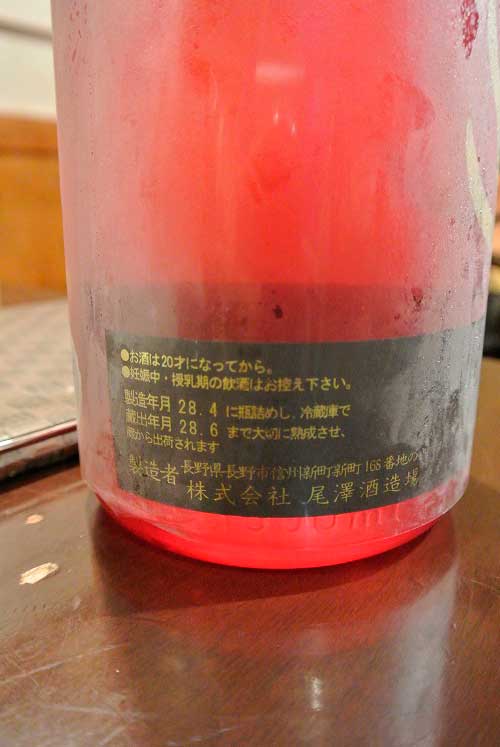 ●お酒は20才になってから。
●妊娠中・授乳期の飲酒はお控え下さい。
製造年月 28.4 に瓶詰めし、冷蔵庫で
蔵出年月 28.6 まで大切に熟成させ、
蔵から出荷されます
製造者 長野県長野市信州新町新町166番地の
株式会社 尾澤酒造場